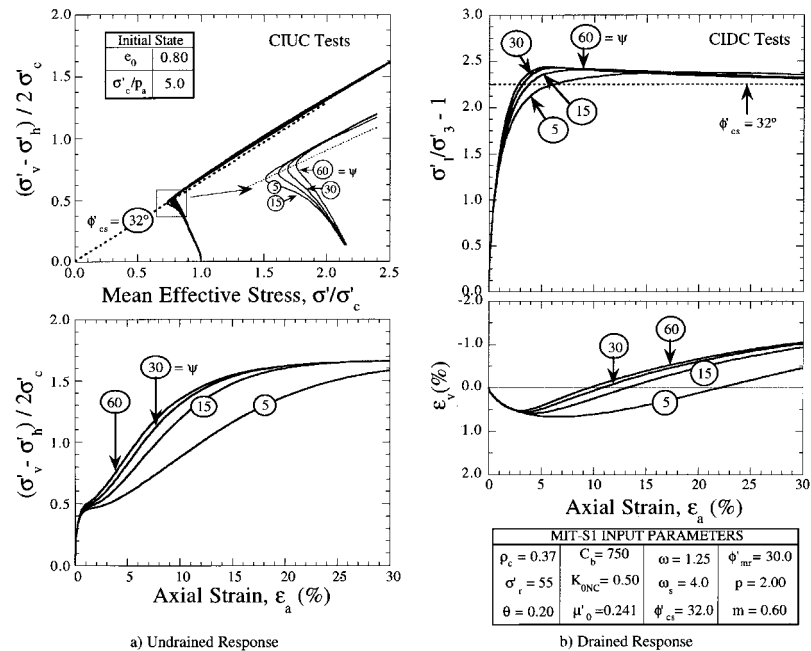 Initial State
e₀ 0.80
σ'c/pa 5.0
CIUC Tests
(σ'v - σ'h) / 2 σ'c
2.0
1.5
1.0
0.5
0.0
60 = ψ
5
30
15
φ'cs = 32º
0.0 0.5 1.0 1.5 2.0 2.5
Mean Effective Stress, σ'/σ'c
(σ'v - σ'h) / 2σ'c
2.0
1.5
1.0
0.5
0.0
60
30 = ψ
15
5
0 5 10 15 20 25 30
Axial Strain, εa (%)
a) Undrained Response
σ'1/σ'3 - 1
3.0
2.5
2.0
1.5
1.0
0.5
0.0
30
60 = ψ
CIDC Tests
15
5
φ'cs = 32º
εv(%)
-2.0
-1.0
0.0
1.0
2.0
30
60
15
5
0 5 10 15 20 25 30
Axial Strain, εa (%)
MIT-S1 INPUT PARAMETERS
ρc = 0.37 Cb = 750 ω = 1.25 φ'mr = 30.0
σ'r = 55 K0NC = 0.50 ωs = 4.0 p = 2.00
θ = 0.20 μ'0 = 0.241 φ'cs = 32.0 m = 0.60
b) Drained Response